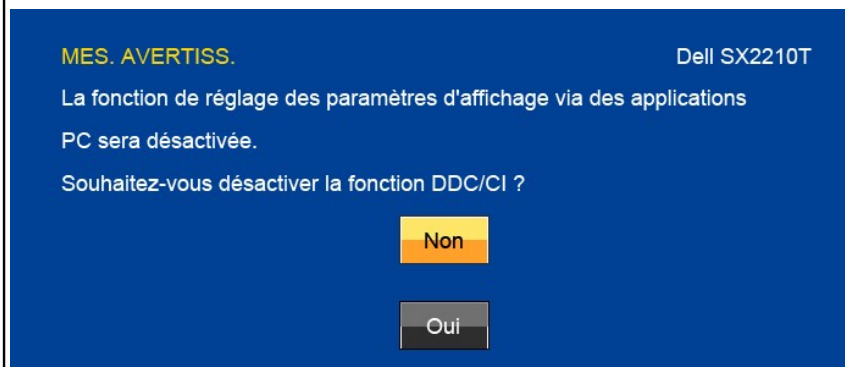 MES. AVERTISS. Dell SX2210T
La fonction de réglage des paramètres d'affichage via des applications
PC sera désactivée.
Souhaitez-vous désactiver la fonction DDC/CI ?
Non
Oui